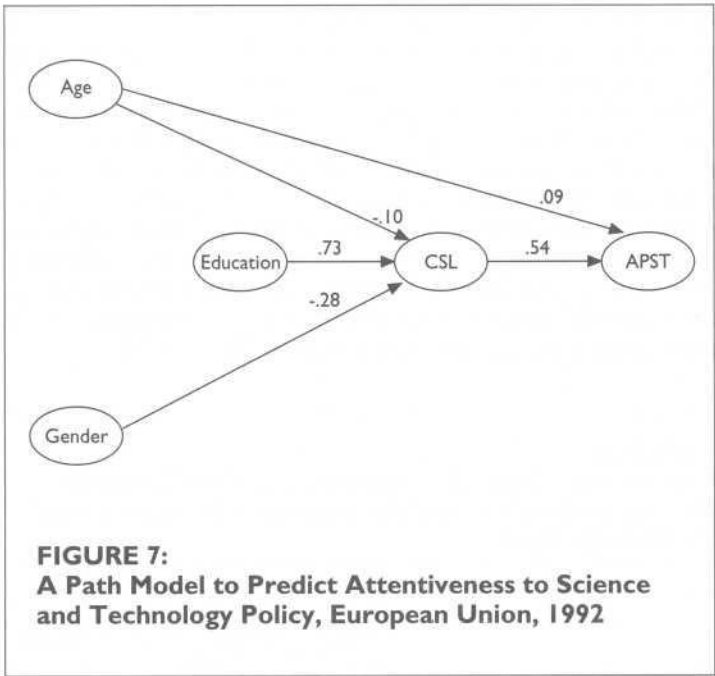 Age
.09
-.10
Education
.73
CSL
.54
APST
-.28
Gender
FIGURE 7:
A Path Model to Predict Attentiveness to Science
and Technology Policy, European Union, 1992